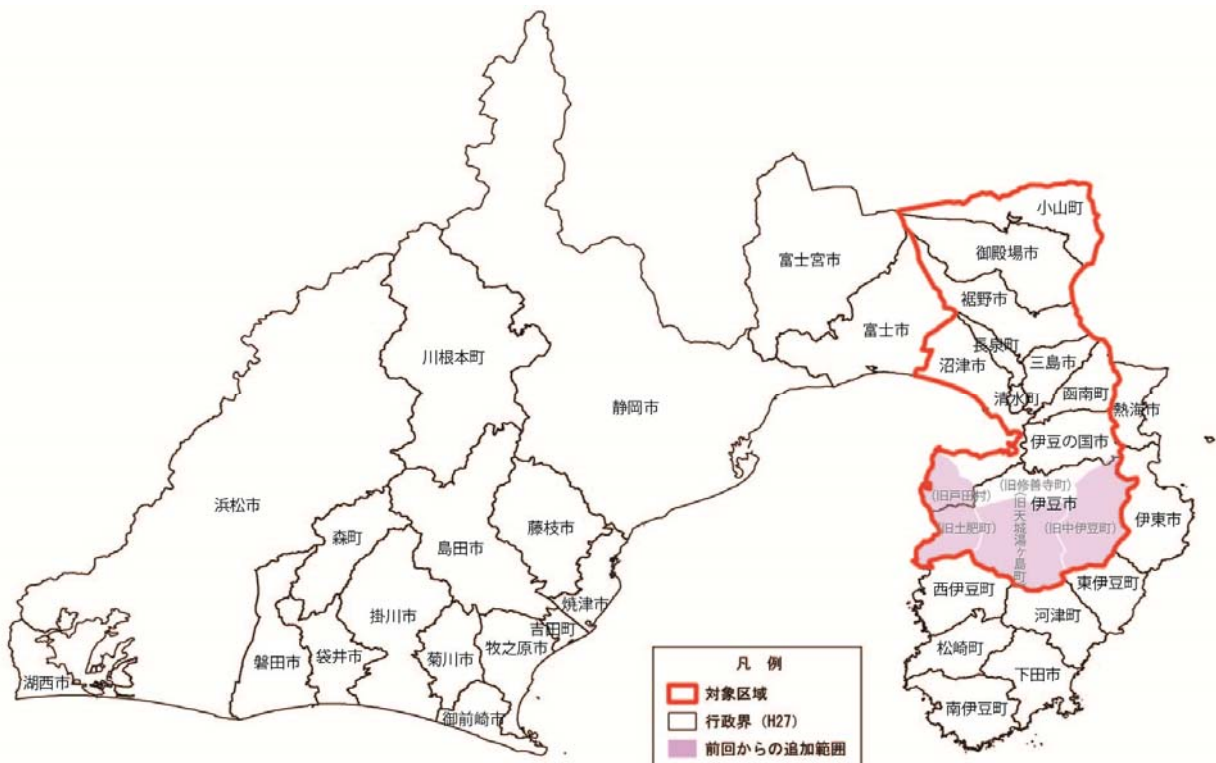 小山町
御殿場市
富士宮市
裾野市
富士市
長泉町
三島市
沼津市
川根本町
函南町
清水町
静岡市
熱海市
伊豆の国市
(旧修善寺町)
(旧戸田村)
伊豆市
浜松市
伊東市
(旧土肥町)
(旧天城湯ヶ島町)
(旧中伊豆町)
藤枝市
森町
島田市
東伊豆町
西伊豆町
焼津市
掛川市
河津町
吉田町
牧之原市
松崎町
菊川市
袋井市
磐田市
下田市
湖西市
南伊豆町
御前崎市
凡 例
対象区域
行政界 (H27)
前回からの追加範囲